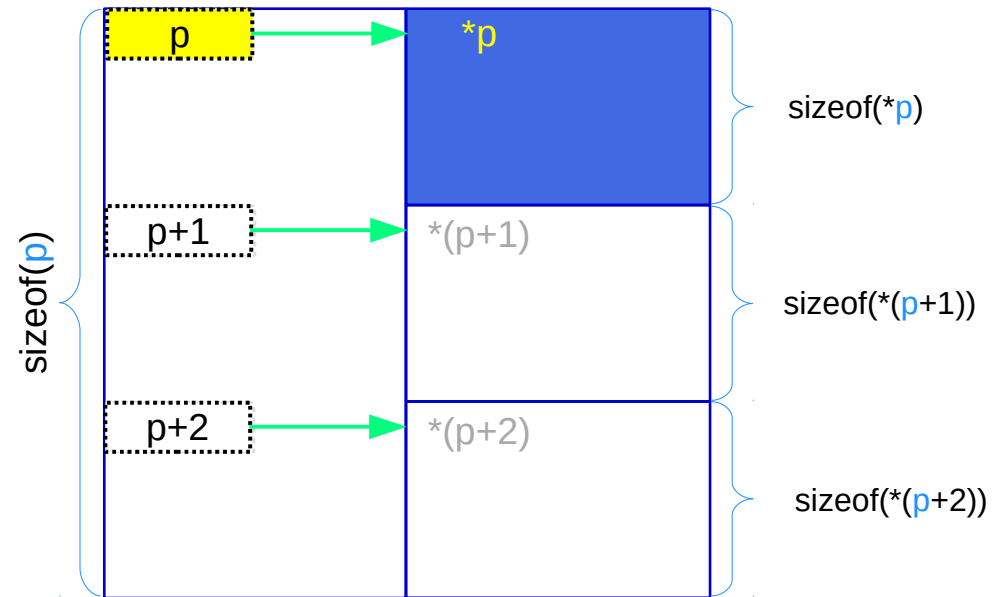 p
*p
sizeof(*p)
p+1
*(p+1)
sizeof(p)
sizeof(*(p+1))
p+2
*(p+2)
sizeof(*(p+2))